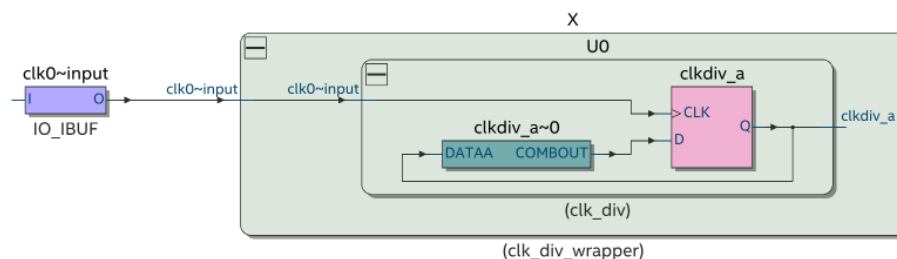 X
U0
clk0~input
I
O
IO_IBUF
clk0~input
clk0~input
clkdiv_a
CLK
D
Q
clkdiv_a
clkdiv_a~0
DATAA
COMBOUT
(clk_div)
(clk_div_wrapper)